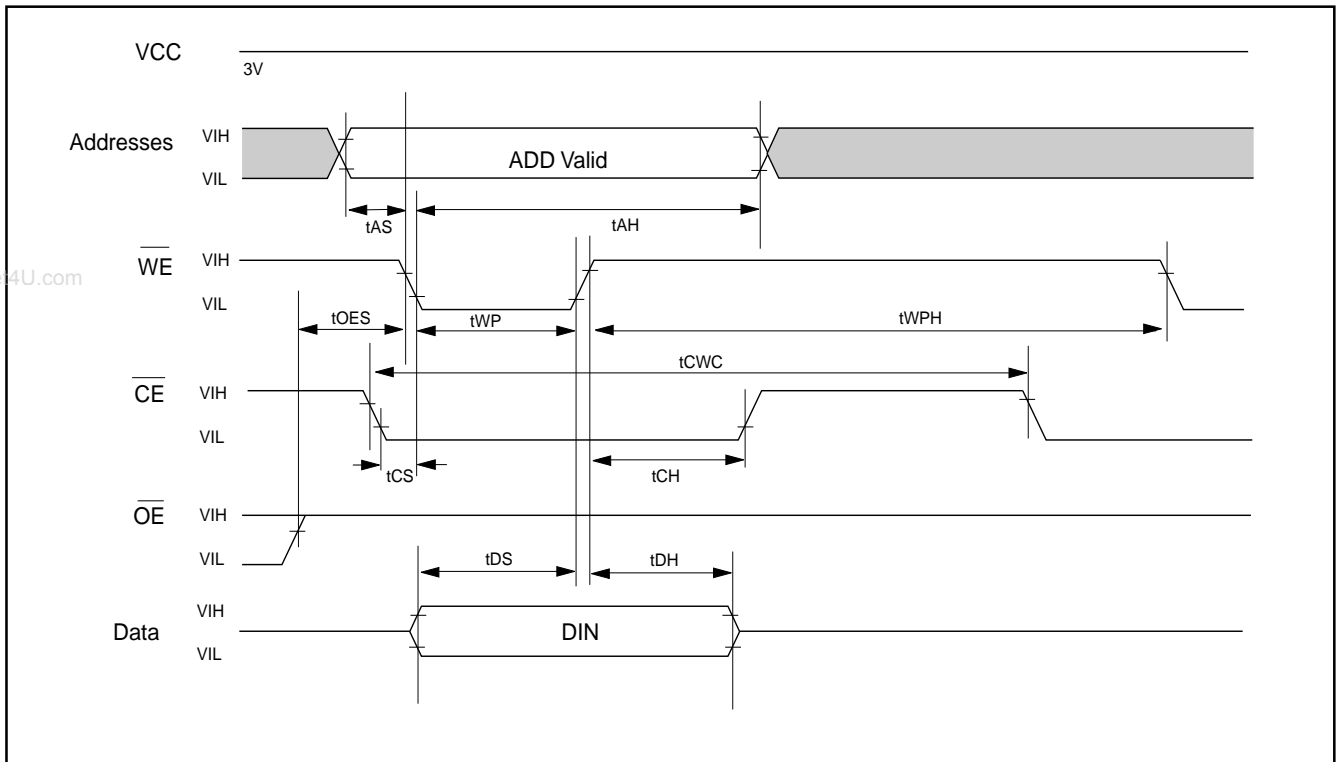 VCC
3V
Addresses
VIH
ADD Valid
VIL
tAS
tAH
WE
VIH
et4U.com
VIL
tOES
tWP
tWPH
tCWC
CE
VIH
VIL
tCS
tCH
OE
VIH
VIL
tDS
tDH
VIH
Data
DIN
VIL